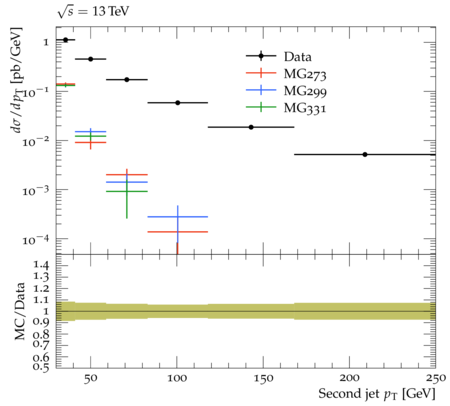 √s = 13 TeV
dσ/dpT [pb/GeV]
1
10⁻¹
10⁻²
10⁻³
10⁻⁴
Data
MG273
MG299
MG331
MC/Data
1.4
1.3
1.2
1.1
1
0.9
0.8
0.7
0.6
0.5
50 100 150 200 250
Second jet pT [GeV]